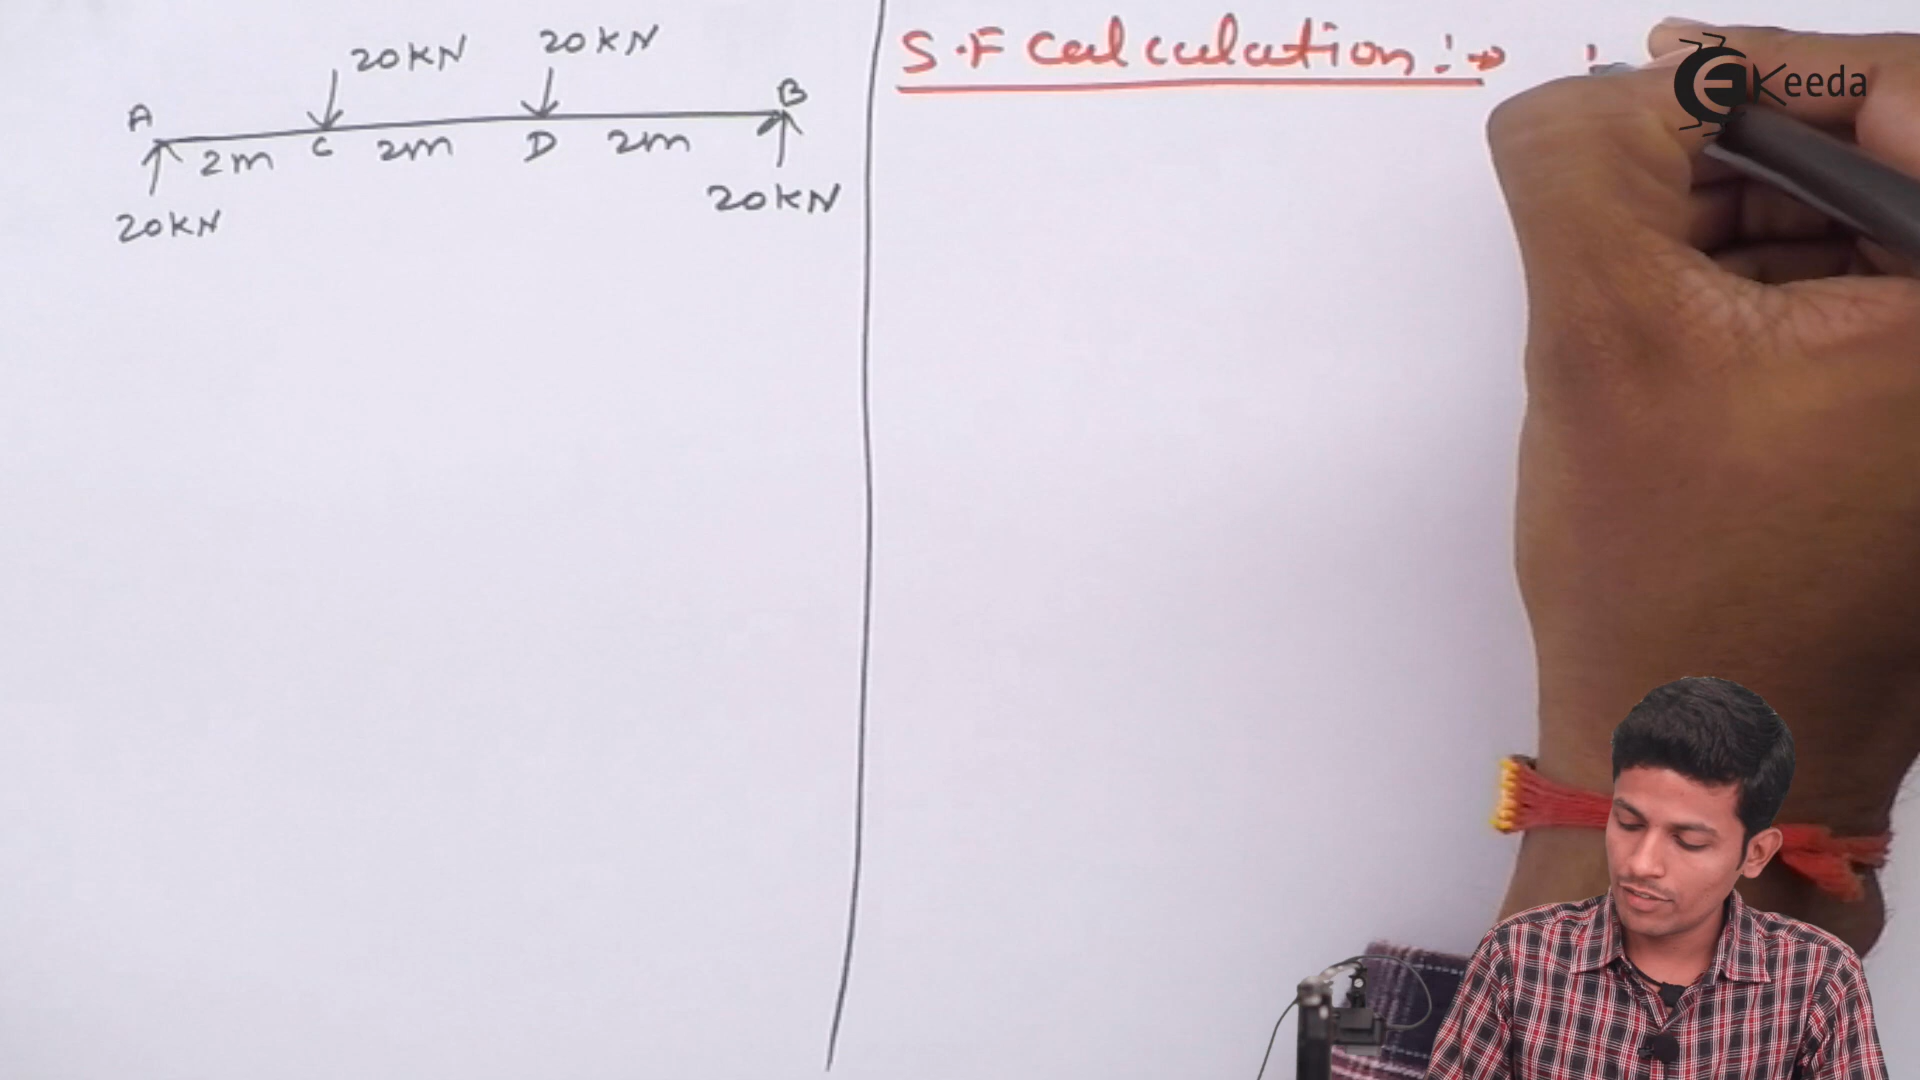 20KN 20KN
A B
2m C 2m D 2m
20KN 20KN
S.F Calculation :→
EKeeda